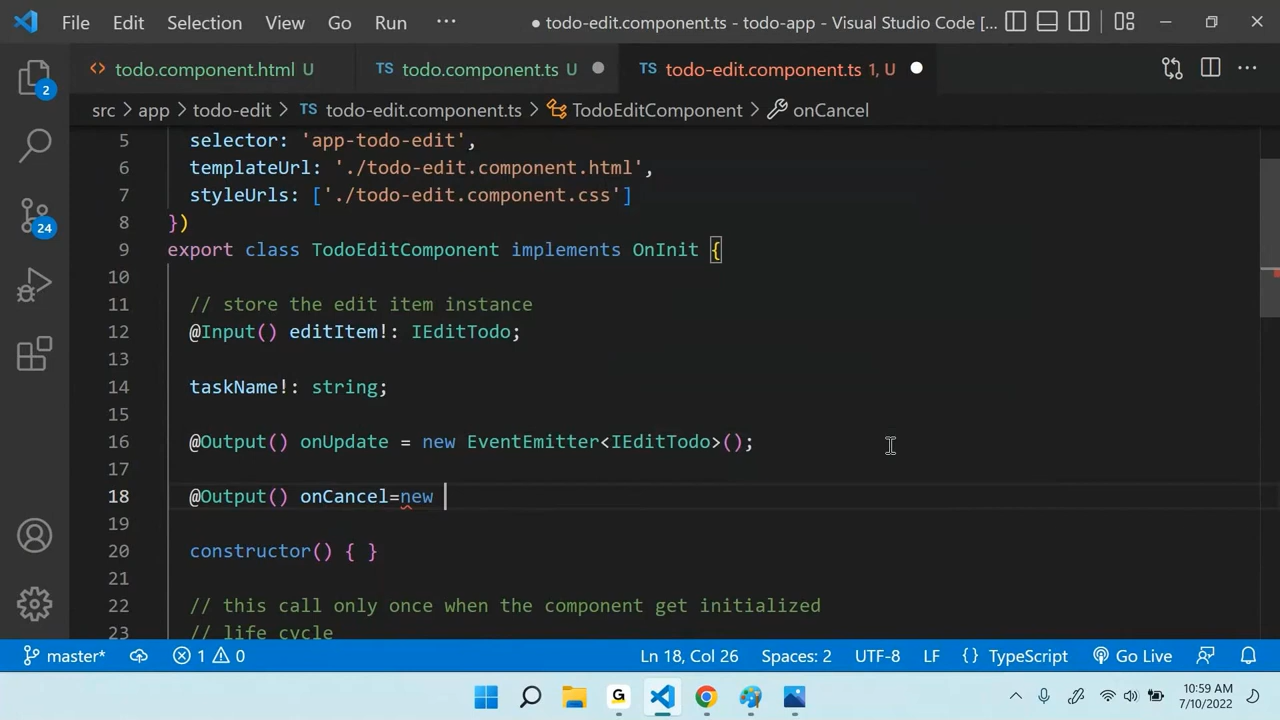 File Edit Selection View Go Run ··· ● todo-edit.component.ts - todo-app - Visual Studio Code [...
<> todo.component.html U TS todo.component.ts U ● TS todo-edit.component.ts 1, U ●
src > app > todo-edit > TS todo-edit.component.ts > TodoEditComponent > onCancel
5 selector: 'app-todo-edit',
6 templateUrl: './todo-edit.component.html',
7 styleUrls: ['./todo-edit.component.css']
8 })
9 export class TodoEditComponent implements OnInit {
10
11 // store the edit item instance
12 @Input() editItem!: IEditTodo;
13
14 taskName!: string;
15
16 @Output() onUpdate = new EventEmitter<IEditTodo>();
17
18 @Output() onCancel=new
19
20 constructor() { }
21
22 // this call only once when the component get initialized
23 // life cycle
2
24
master* 1 0 Ln 18, Col 26 Spaces: 2 UTF-8 LF {} TypeScript Go Live
G
10:59 AM
7/10/2022